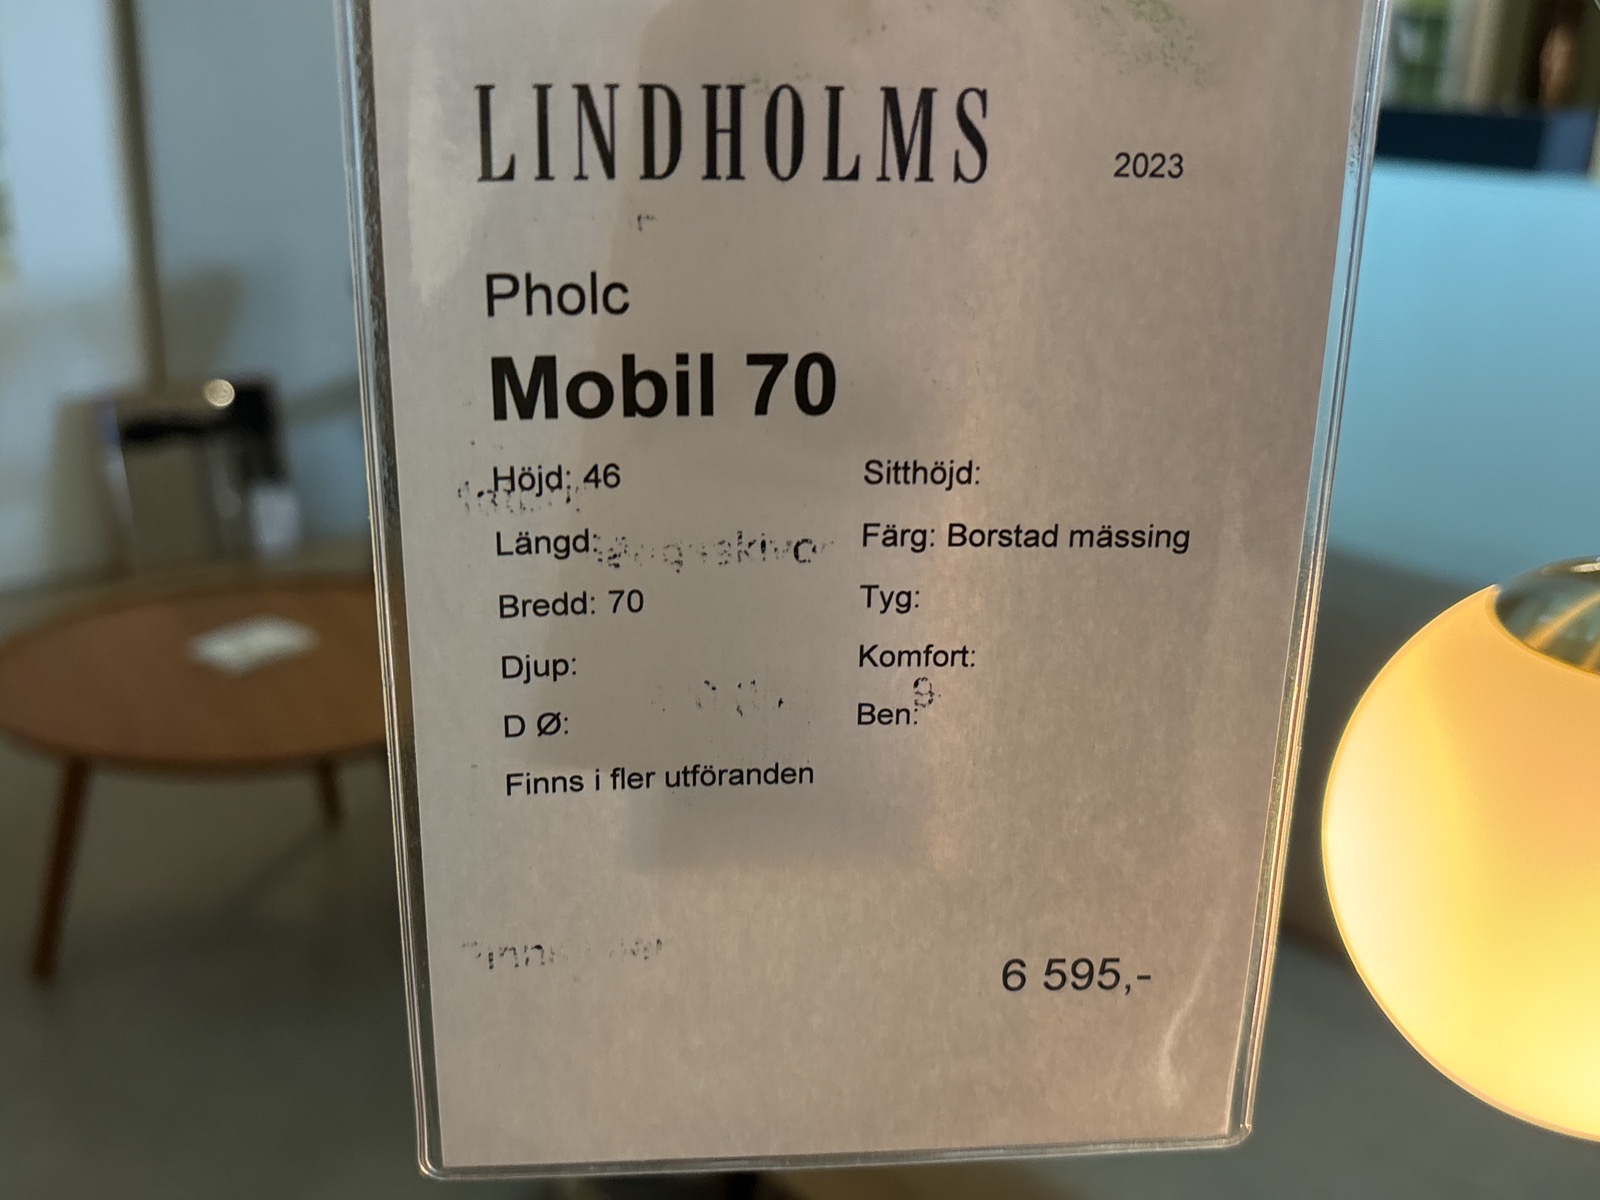 LINDHOLMS 2023
Pholc
Mobil 70
Höjd: 46 Sitthöjd:
Längd: Färg: Borstad mässing
Bredd: 70 Tyg:
Djup: Komfort:
D Ø: Ben:
Finns i fler utföranden
6 595,-